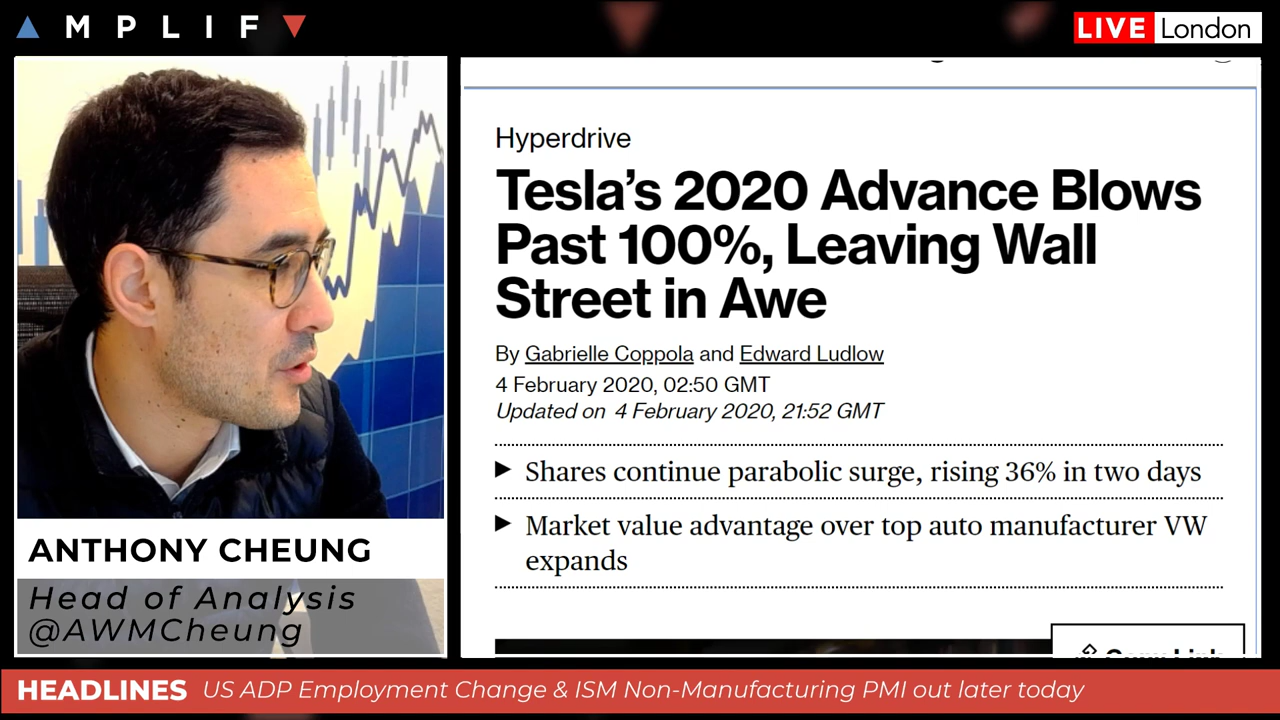 AMPLIFY
LIVE London
Hyperdrive
Tesla's 2020 Advance Blows
Past 100%, Leaving Wall
Street in Awe
By Gabrielle Coppola and Edward Ludlow
4 February 2020, 02:50 GMT
Updated on 4 February 2020, 21:52 GMT
Shares continue parabolic surge, rising 36% in two days
Market value advantage over top auto manufacturer VW
expands
ANTHONY CHEUNG
Head of Analysis
@AWMCheung
HEADLINES US ADP Employment Change & ISM Non-Manufacturing PMI out later today